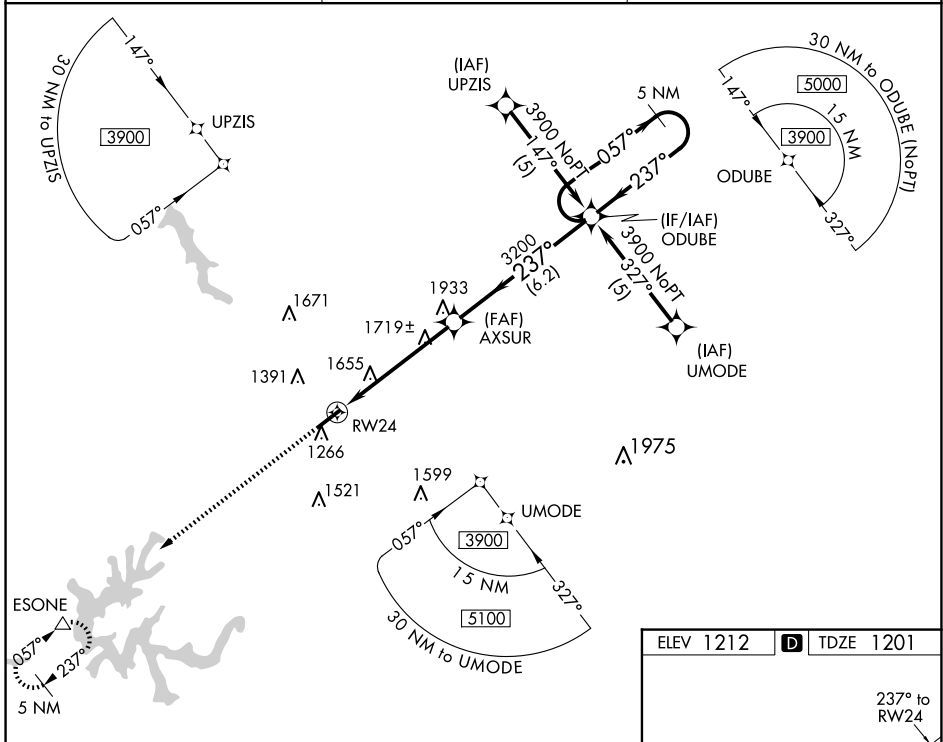 147°
30 NM to UPZIS
3900
UPZIS
057°
(IAF)
UPZIS
3900 NoPT
147°
(5)
5 NM
057°
237°
(IF/IAF)
ODUBE
3900 NoPT
327°
(5)
(IAF)
UMODE
30 NM to ODUBE (NoPT)
5000
147°
3900
15 NM
ODUBE
327°
3200
237°
(6.2)
1933
1719±
(FAF)
AXSUR
1671
1655
1391
RW24
1266
1521
1599
1975
UMODE
057°
3900
15 NM
327°
5100
30 NM to UMODE
ESONE
057°
237°
5 NM
ELEV 1212 D TDZE 1201
237° to
RW24